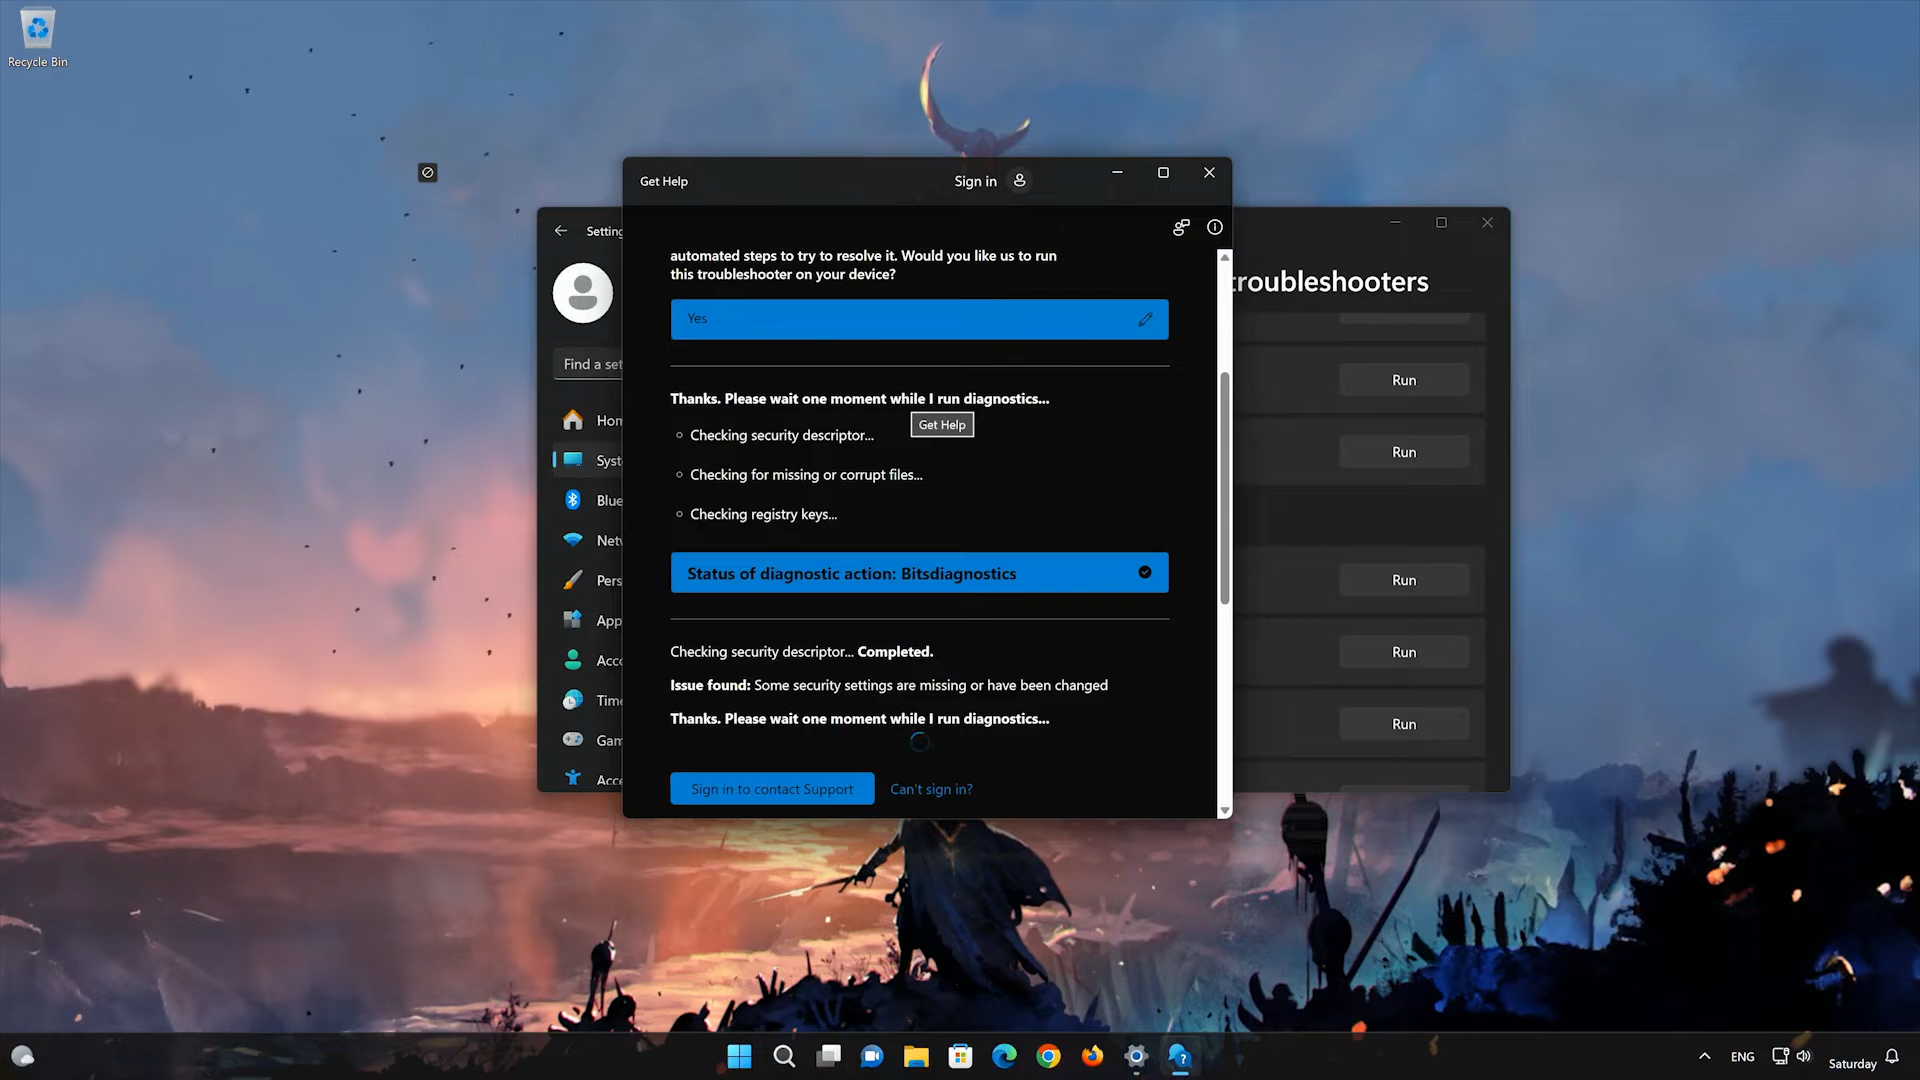 Recycle Bin
Get Help
Sign in
Setting
automated steps to try to resolve it. Would you like us to run
this troubleshooter on your device?
Yes
Thanks. Please wait one moment while I run diagnostics...
Get Help
Checking security descriptor...
Checking for missing or corrupt files...
Checking registry keys...
Status of diagnostic action: Bitsdiagnostics
Checking security descriptor... Completed.
Issue found: Some security settings are missing or have been changed
Thanks. Please wait one moment while I run diagnostics...
Sign in to contact Support
Can't sign in?
Find a set
Hom
Syst
Blue
Netw
Pers
App
Acco
Time
Gam
Acce
troubleshooters
Run
Run
Run
Run
Run
ENG
Saturday